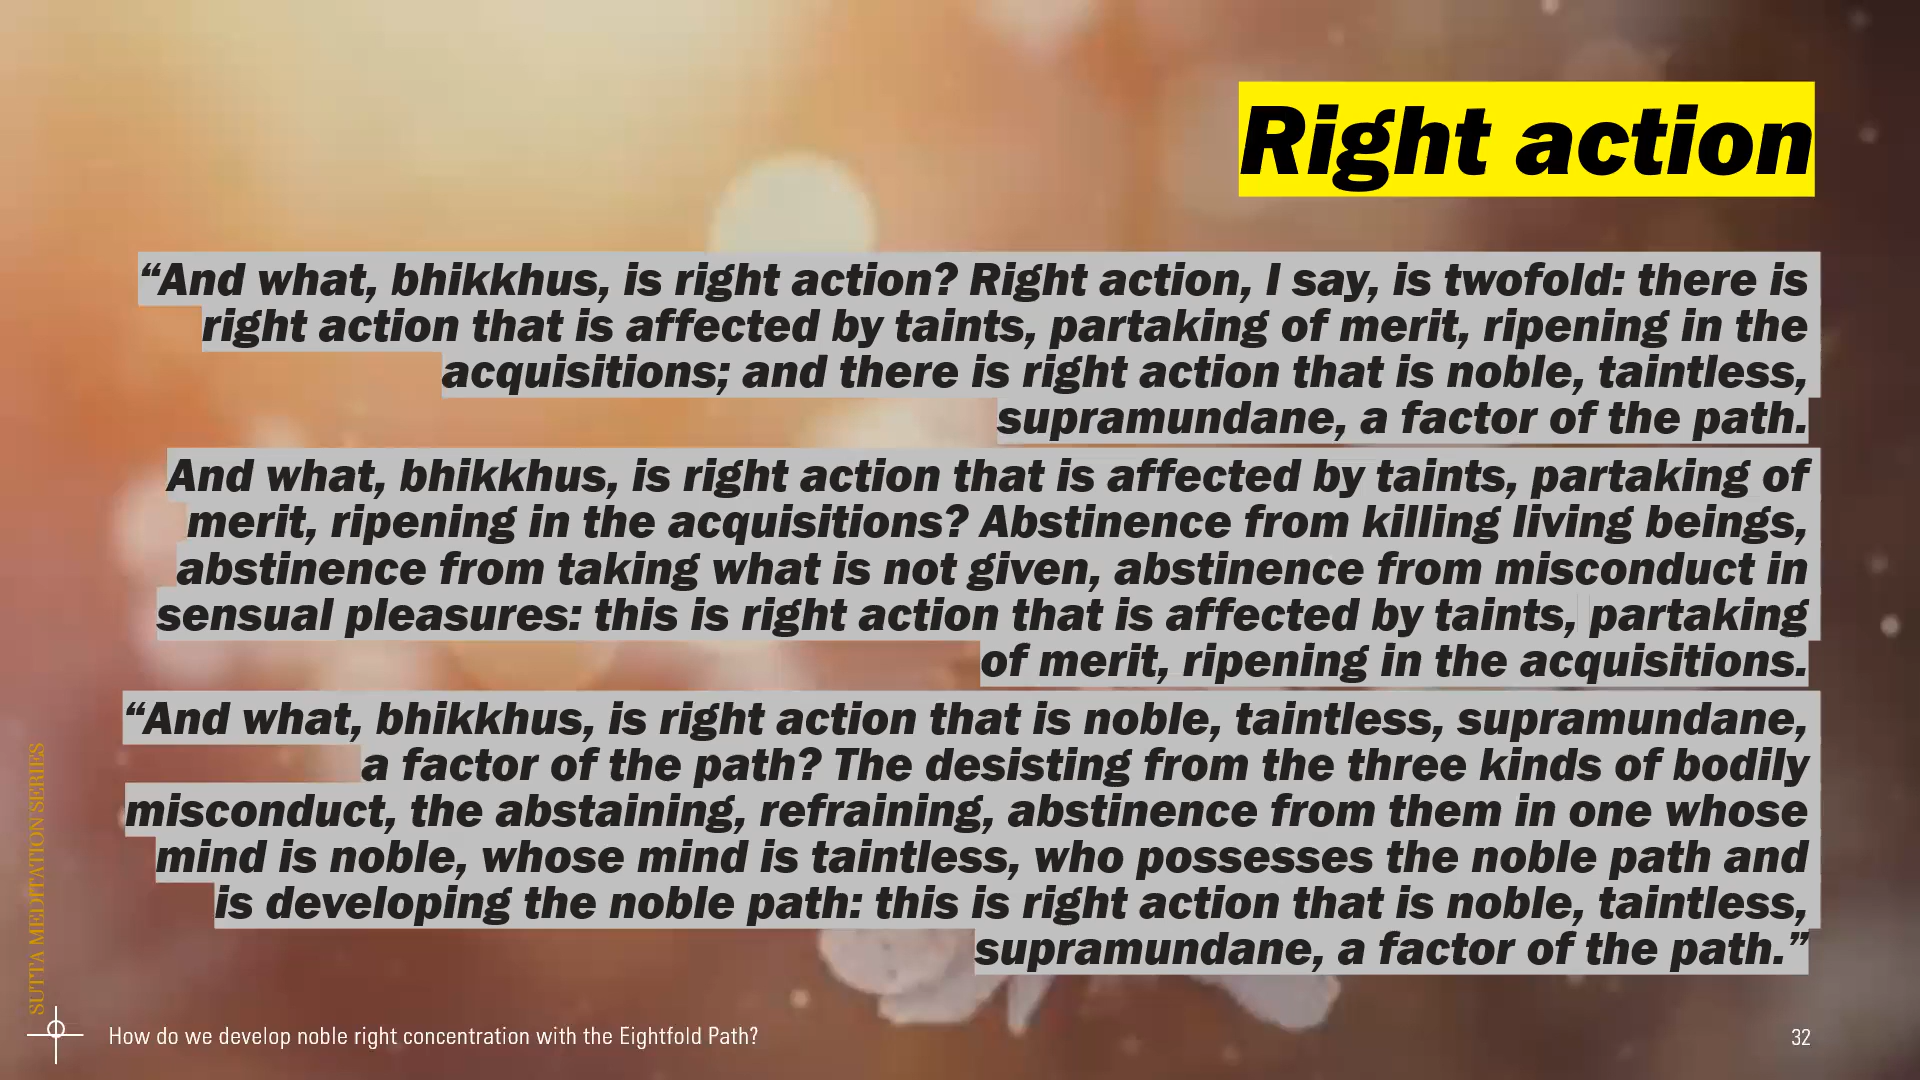 Right action
“And what, bhikkhus, is right action? Right action, I say, is twofold: there is
right action that is affected by taints, partaking of merit, ripening in the
acquisitions; and there is right action that is noble, taintless,
supramundane, a factor of the path.
And what, bhikkhus, is right action that is affected by taints, partaking of
merit, ripening in the acquisitions? Abstinence from killing living beings,
abstinence from taking what is not given, abstinence from misconduct in
sensual pleasures: this is right action that is affected by taints, partaking
of merit, ripening in the acquisitions.
“And what, bhikkhus, is right action that is noble, taintless, supramundane,
a factor of the path? The desisting from the three kinds of bodily
misconduct, the abstaining, refraining, abstinence from them in one whose
mind is noble, whose mind is taintless, who possesses the noble path and
is developing the noble path: this is right action that is noble, taintless,
supramundane, a factor of the path.”
SUTTA MEDITATION SERIES
How do we develop noble right concentration with the Eightfold Path?
32